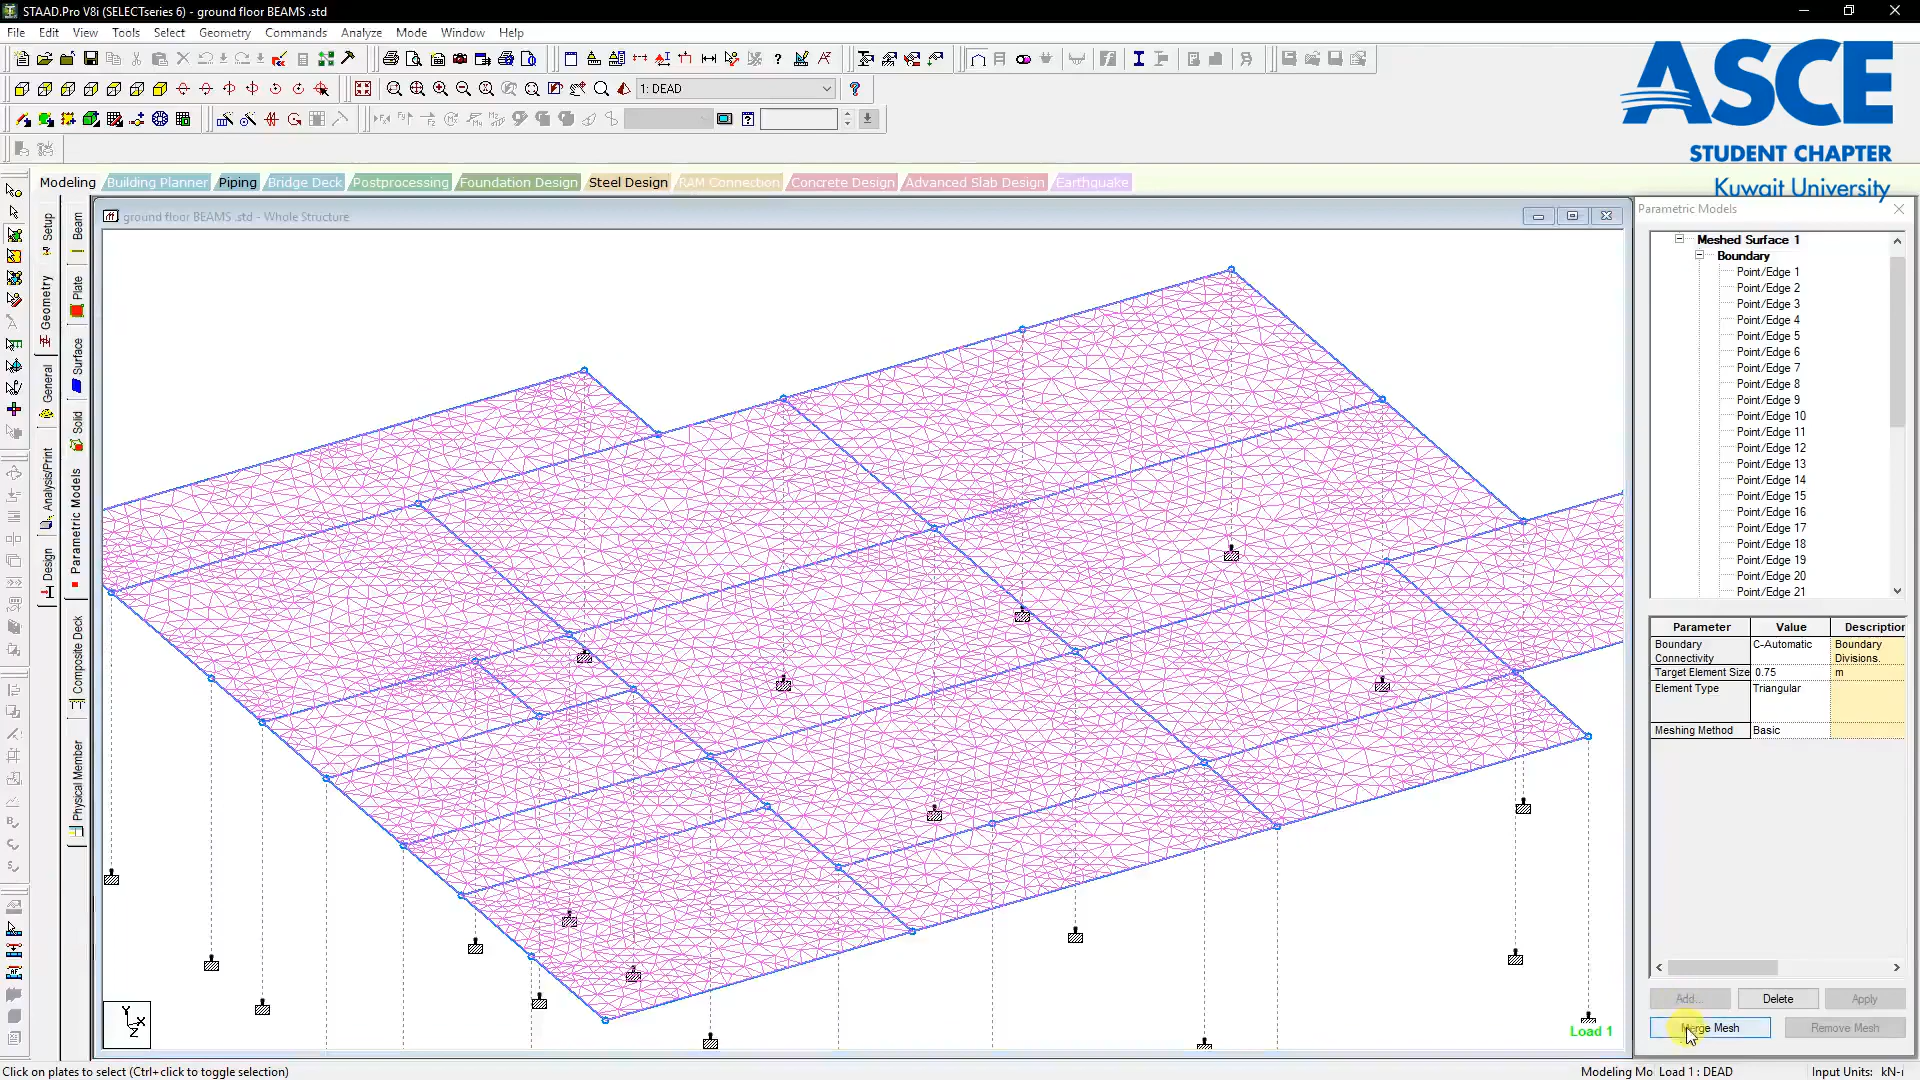 STAAD.Pro V8i (SELECTseries 6) - ground floor BEAMS .std
File Edit View Tools Select Geometry Commands Analyze Mode Window Help
1: DEAD
ASCE
STUDENT CHAPTER
Kuwait University
Modeling Building Planner Piping Bridge Deck Postprocessing Foundation Design Steel Design RAM Connection Concrete Design Advanced Slab Design Earthquake
Setup
Geometry
General
Analysis/Print
Design
Beam
Plate
Surface
Solid
Parametric Models
Composite Deck
Physical Member
ground floor BEAMS .std - Whole Structure
Y
X
Z
Load 1
Parametric Models
Meshed Surface 1
Boundary
Point/Edge 1
Point/Edge 2
Point/Edge 3
Point/Edge 4
Point/Edge 5
Point/Edge 6
Point/Edge 7
Point/Edge 8
Point/Edge 9
Point/Edge 10
Point/Edge 11
Point/Edge 12
Point/Edge 13
Point/Edge 14
Point/Edge 15
Point/Edge 16
Point/Edge 17
Point/Edge 18
Point/Edge 19
Point/Edge 20
Point/Edge 21
Parameter Value Description
Boundary Connectivity C-Automatic Boundary Divisions.
Target Element Size 0.75 m
Element Type Triangular
Meshing Method Basic
Add... Delete Apply
Merge Mesh Remove Mesh
Click on plates to select (Ctrl+click to toggle selection) Modeling Mo Load 1 : DEAD Input Units: kN-